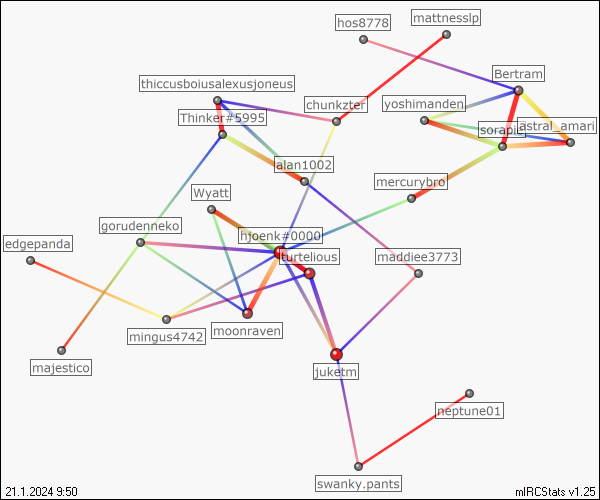 mattnesslp
hos8778
Bertram
thiccusboiusalexusjoneus
chunkzter
yoshimanden
Thinker#5995
sorapic
astral_amari
alan1002
mercurybro
Wyatt
gorudenneko
hjoenk#0000
edgepanda
turtelious
maddiee3773
moonraven
mingus4742
majestico
juketm
neptune01
swanky.pants
21.1.2024 9:50
mIRCStats v1.25